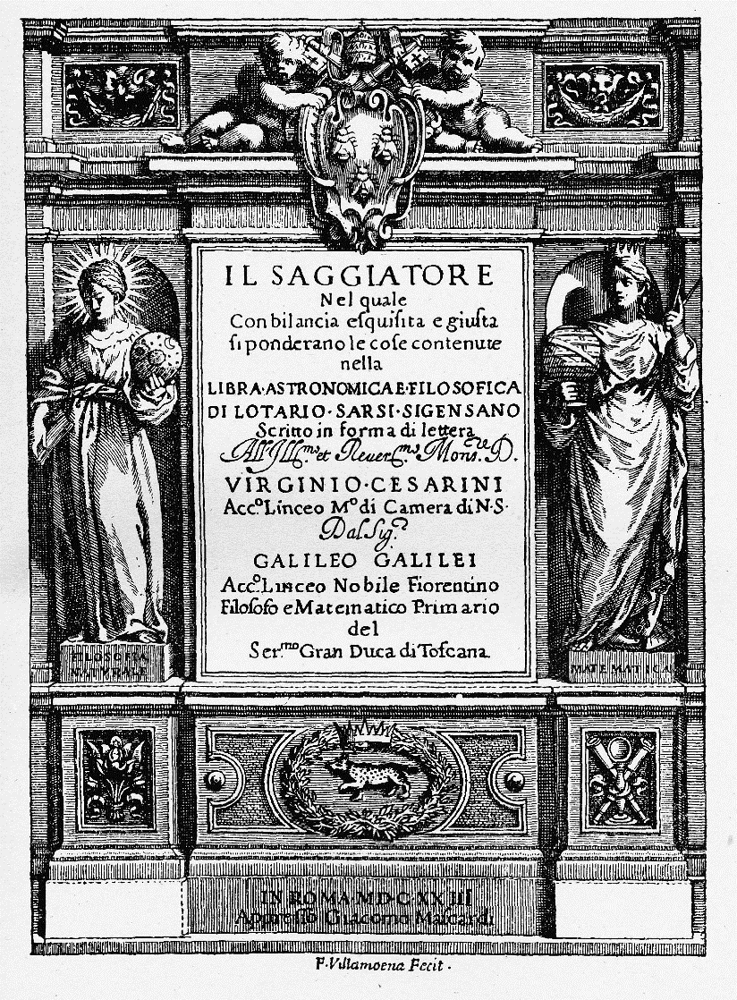 IL SAGGIATORE
Nel quale
Con bilancia eſquiſita e giuſta
ſi ponderano le coſe contenute
nella
LIBRA·ASTRONOMICA E·FILOSOFICA
DI LOTARIO·SARSI·SIGENSANO
Scritto in forma di lettera
All'Ill.mo et Reuer.mo Mons.re D.
VIRGINIO·CESARINI
Acc.o Linceo M.o di Camera di N·S·
Dal Sig.r
GALILEO GALILEI
Acc.o Linceo Nobile Fiorentino
Filoſofo e Matematico Primario
del
Ser.mo Gran Duca di Toſcana
FILOSOFIA
NATVRALE
MATEMATICA
IN ROMA·MD·C·XXIII
Appreſſo Giacomo Maſcardi
F·Villamoena Fecit·